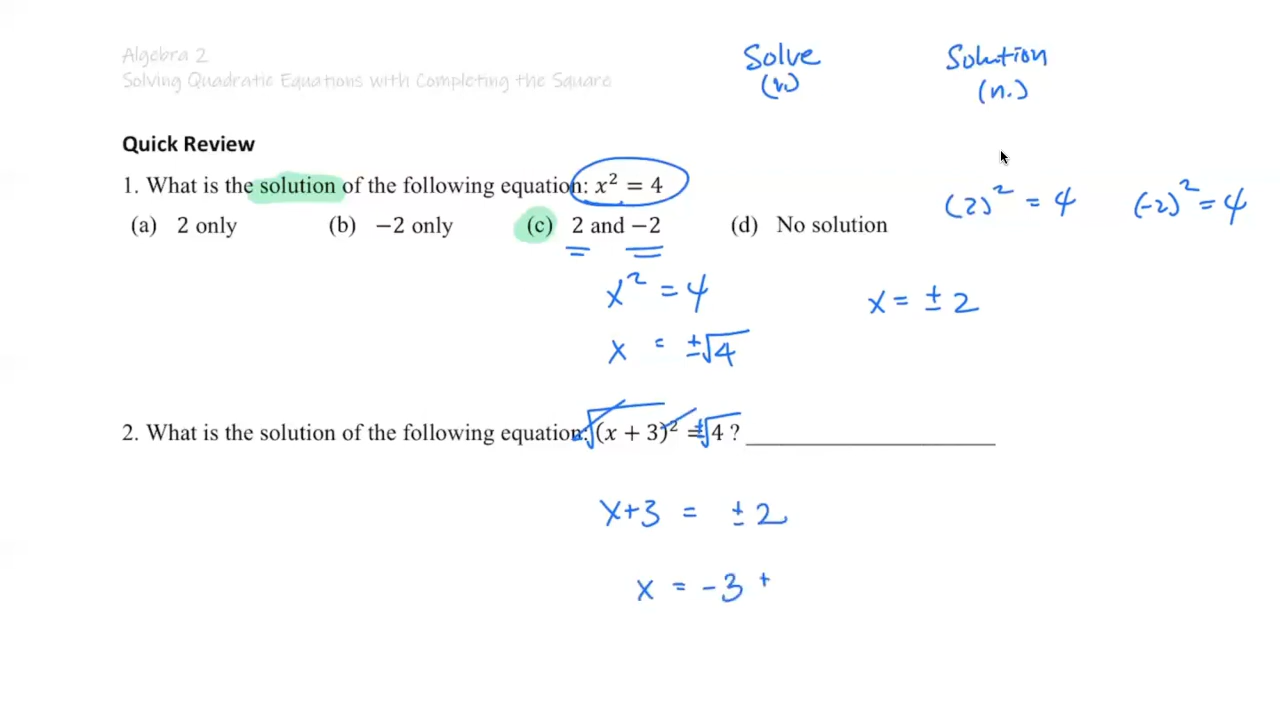 Algebra 2
Solving Quadratic Equations with Completing the Square
Solve
(v.)
Solution
(n.)
Quick Review
1. What is the solution of the following equation: x² = 4
(a) 2 only (b) −2 only (c) 2 and −2 (d) No solution
(2)² = 4 (-2)² = 4
x² = 4
x = ±√4
x = ±2
2. What is the solution of the following equation: √(x + 3)² = ±√4 ? ____________________
x+3 = ±2
x = -3 +